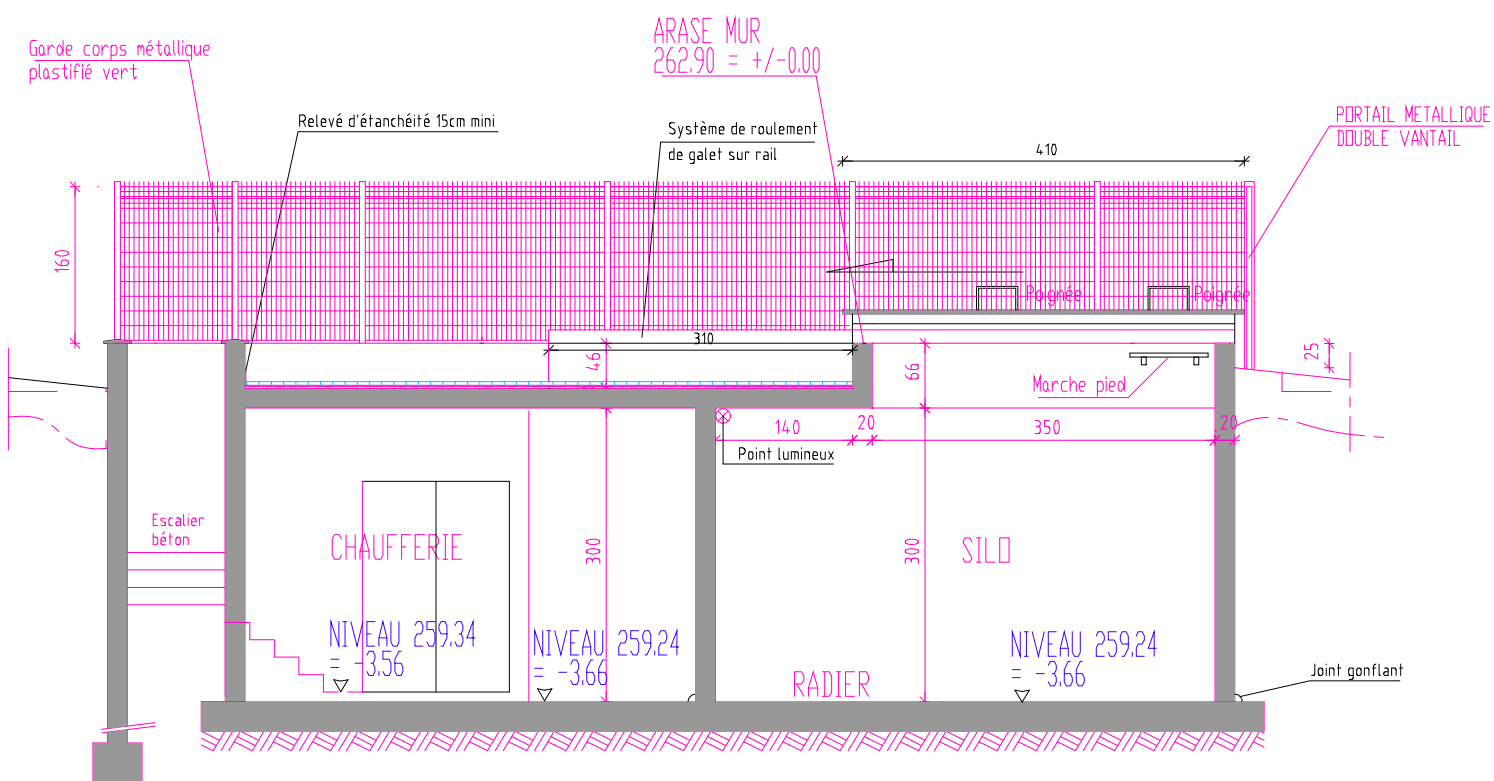 ARASE MUR
262.90 = +/-0.00
Garde corps métallique
plastifié vert
Relevé d'étanchéité 15cm mini
Système de roulement
de galet sur rail
PORTAIL METALLIQUE
DOUBLE VANTAIL
410
160
Poignée
Poignée
310
46
66
25
Marche pied
140
20
350
20
Point lumineux
Escalier
béton
CHAUFFERIE
300
300
SILO
NIVEAU 259.34
= -3.56
NIVEAU 259.24
= -3.66
NIVEAU 259.24
= -3.66
RADIER
Joint gonflant